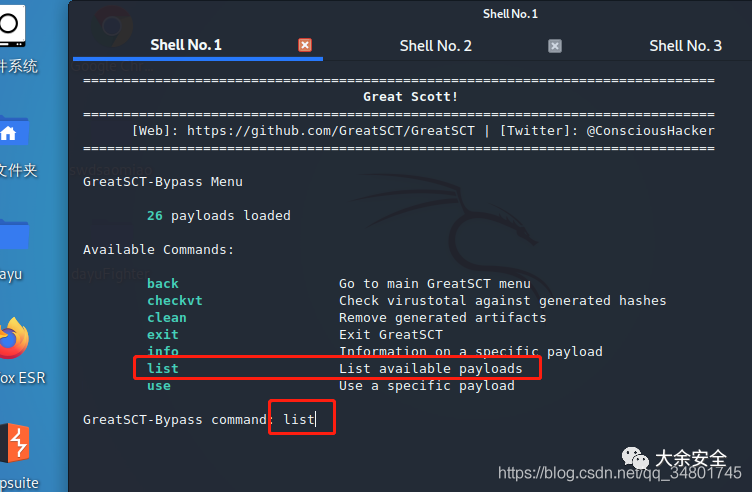 Shell No. 1
Shell No. 1
Shell No. 2
Shell No. 3
件系统
文件夹
ayu
ox ESR
psuite
===============================================================================
Great Scott!
===============================================================================
[Web]: https://github.com/GreatSCT/GreatSCT | [Twitter]: @ConsciousHacker
===============================================================================
GreatSCT-Bypass Menu
26 payloads loaded
Available Commands:
back Go to main GreatSCT menu
checkvt Check virustotal against generated hashes
clean Remove generated artifacts
exit Exit GreatSCT
info Information on a specific payload
list List available payloads
use Use a specific payload
GreatSCT-Bypass command: list
大余安全
https://blog.csdn.net/qq_34801745